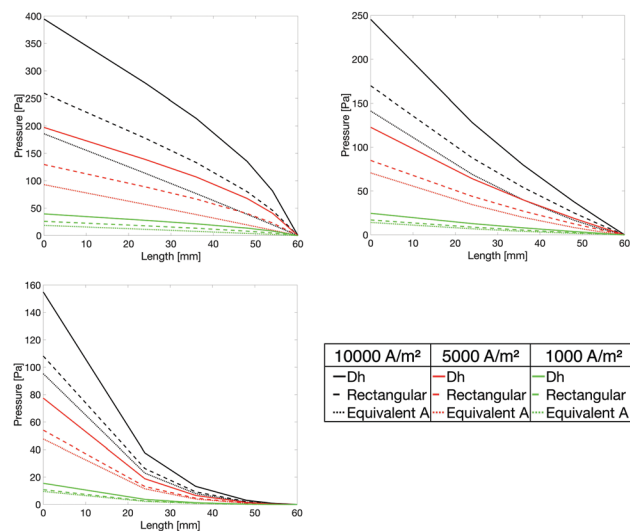 400
350
300
250
200
150
100
50
0
Pressure [Pa]
0 10 20 30 40 50 60
Length [mm]
250
200
150
100
50
0
Pressure [Pa]
0 10 20 30 40 50 60
Length [mm]
160
140
120
100
80
60
40
20
0
Pressure [Pa]
0 10 20 30 40 50 60
Length [mm]
10000 A/m² 5000 A/m² 1000 A/m²
Dh Dh Dh
Rectangular Rectangular Rectangular
Equivalent A Equivalent A Equivalent A